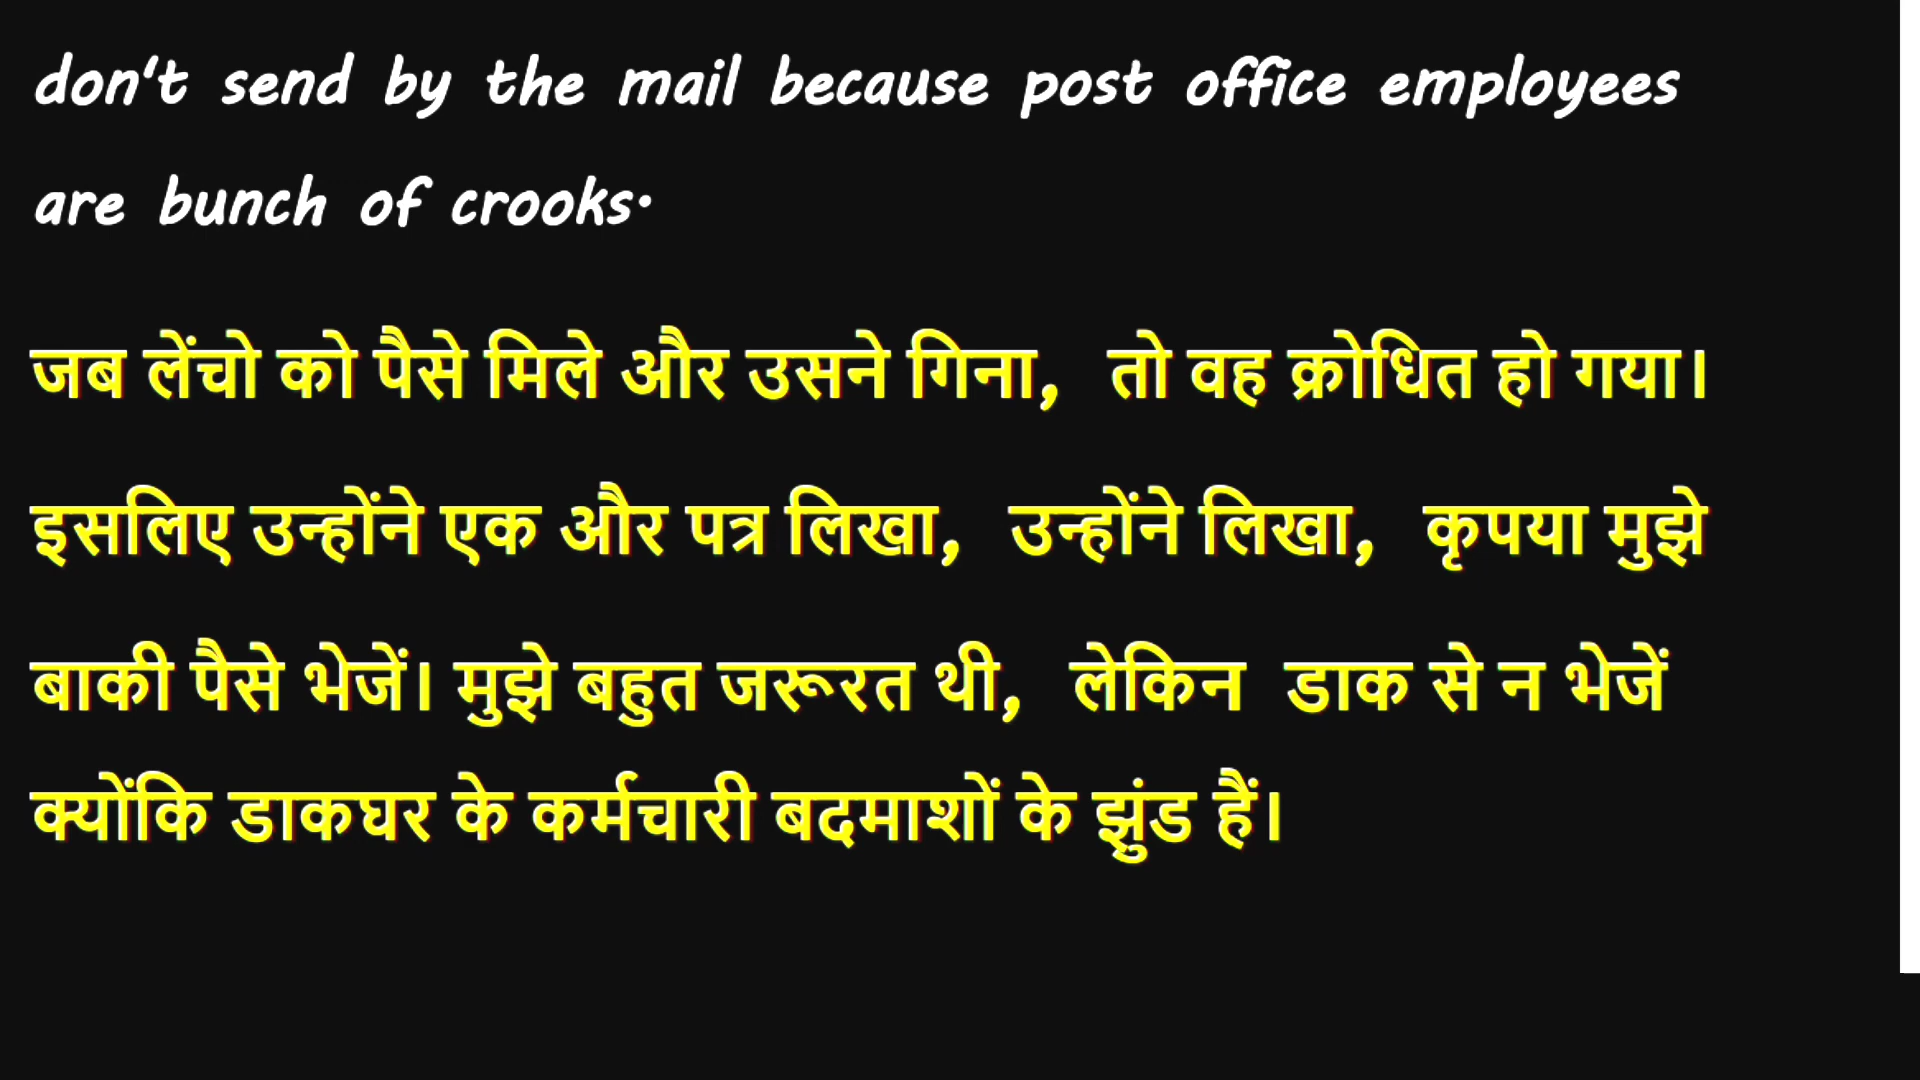 don't send by the mail because post office employees
are bunch of crooks.
जब लेंचो को पैसे मिले और उसने गिना, तो वह क्रोधित हो गया।
इसलिए उन्होंने एक और पत्र लिखा, उन्होंने लिखा, कृपया मुझे
बाकी पैसे भेजें। मुझे बहुत जरूरत थी, लेकिन डाक से न भेजें
क्योंकि डाकघर के कर्मचारी बदमाशों के झुंड हैं।